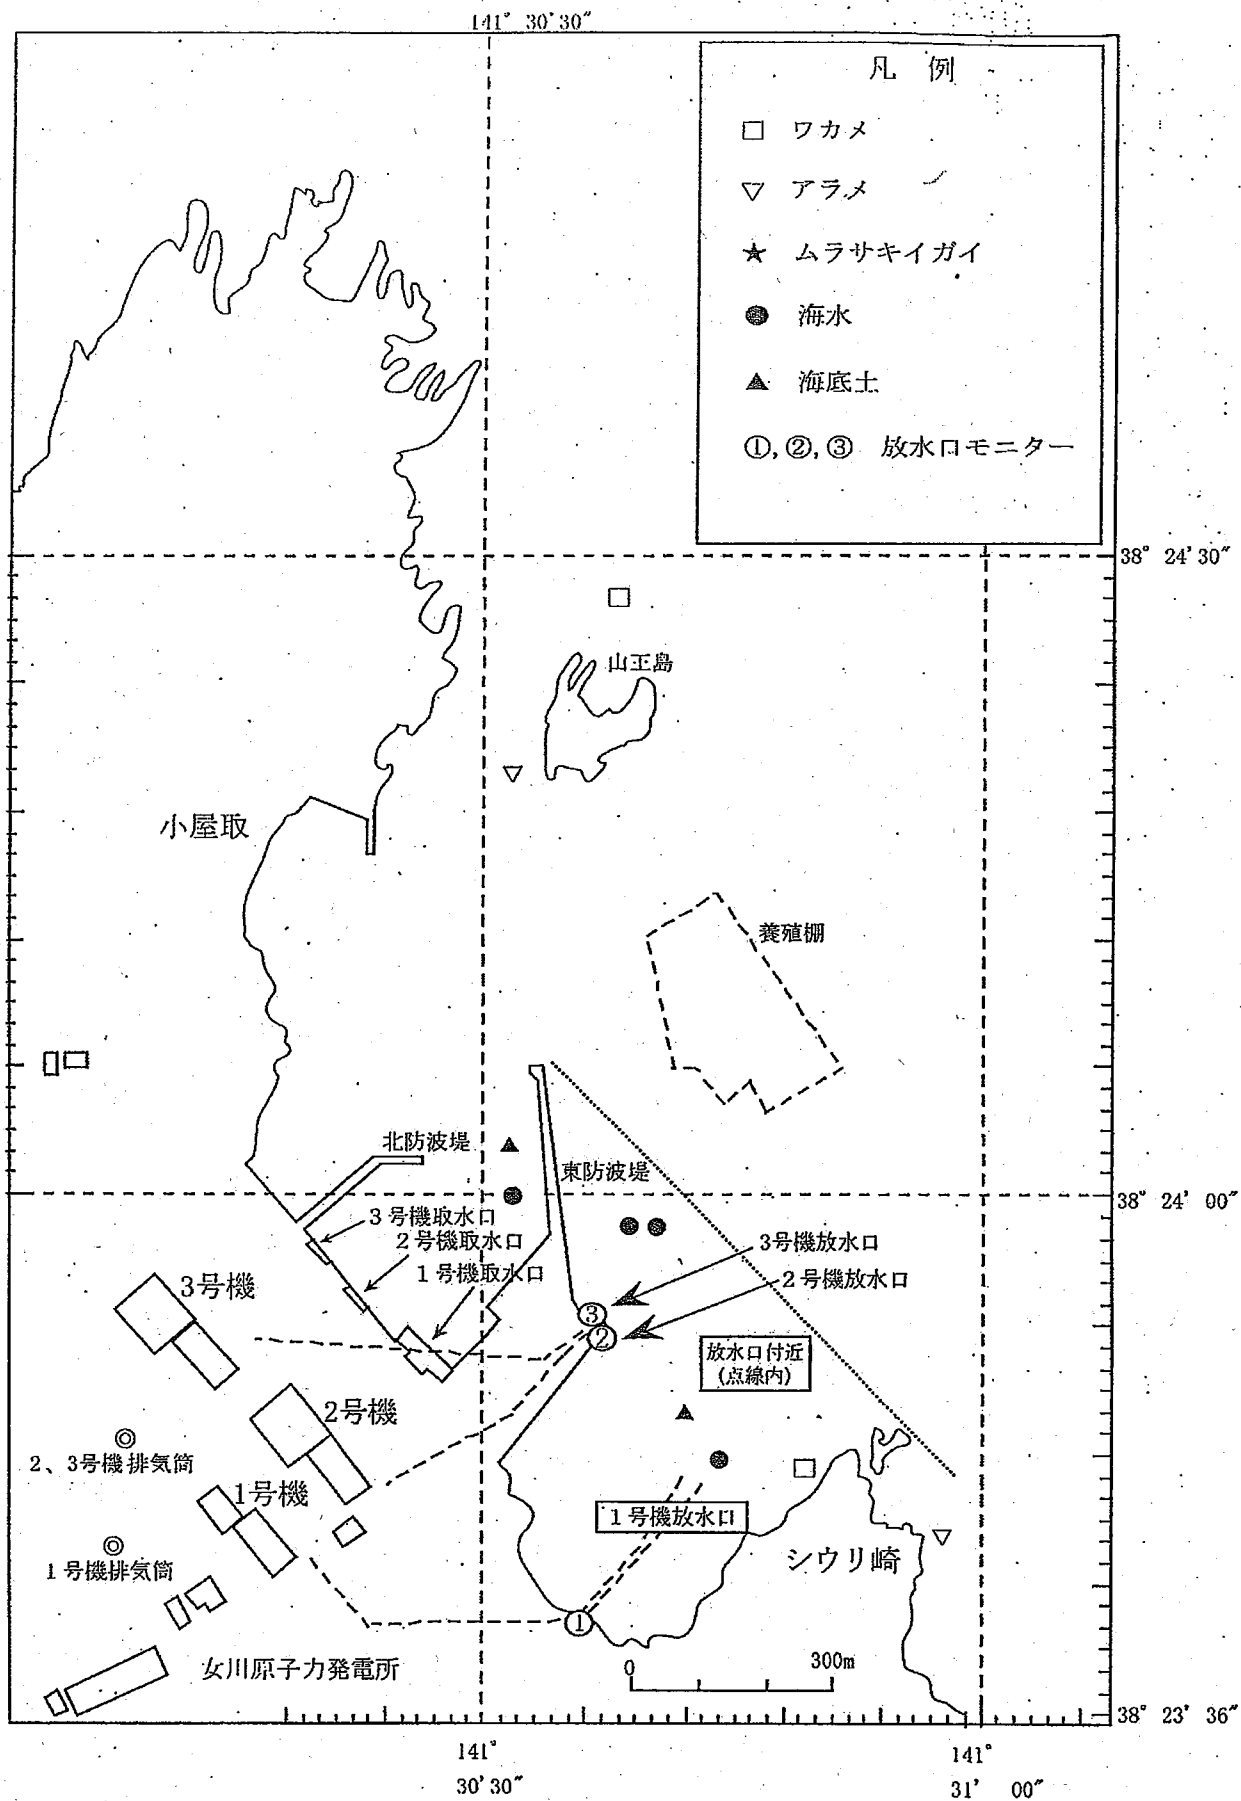 141° 30′30″
凡 例
□ ワカメ
▽ アラメ
★ ムラサキイガイ
● 海水
▲ 海底土
①,②,③ 放水口モニター
38° 24′30″
山王島
小屋取
養殖棚
北防波堤
東防波堤
38° 24′00″
3号機取水口
2号機取水口
1号機取水口
3号機放水口
2号機放水口
3号機
③
②
放水口付近
(点線内)
2号機
2、3号機排気筒
1号機
1号機放水口
シウリ崎
1号機排気筒
①
女川原子力発電所
0 300m
38° 23′36″
141°
30′30″
141°
31′ 00″